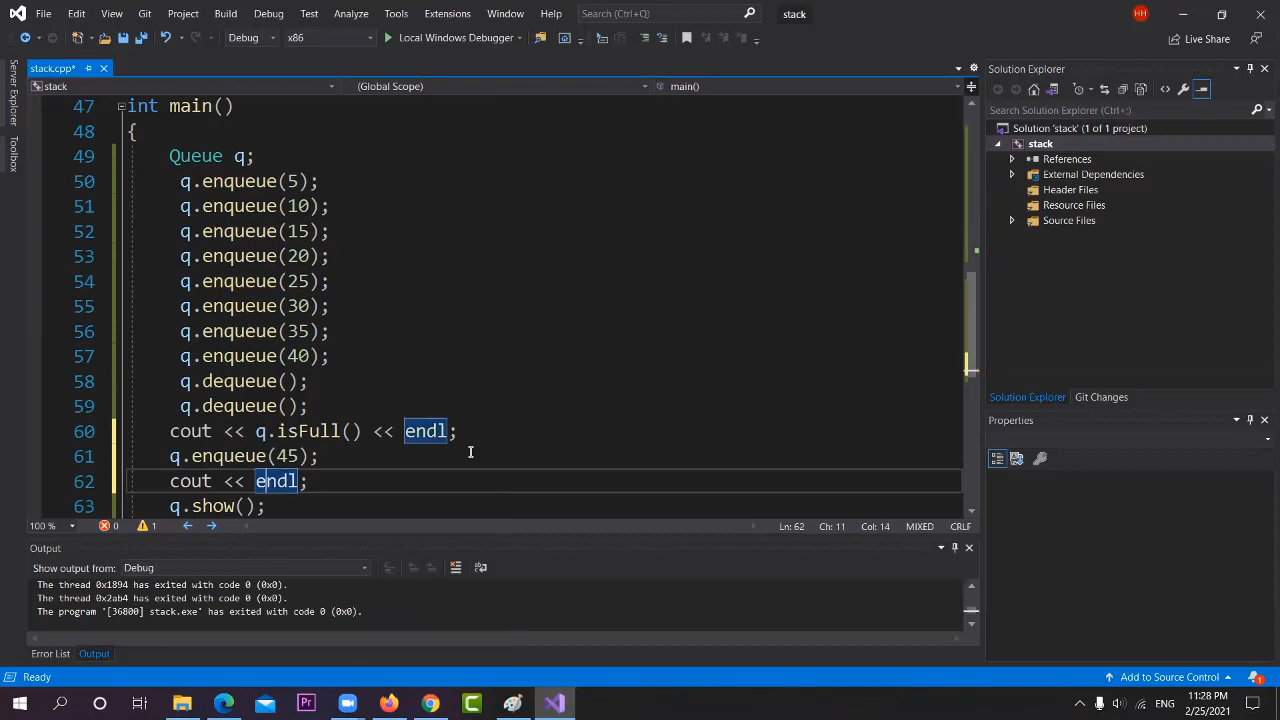 File Edit View Git Project Build Debug Test Analyze Tools Extensions Window Help Search (Ctrl+Q) stack HH
Debug x86 Local Windows Debugger Live Share
stack.cpp*
stack (Global Scope) main()
Server Explorer
Toolbox
47 int main()
48 {
49 Queue q;
50 q.enqueue(5);
51 q.enqueue(10);
52 q.enqueue(15);
53 q.enqueue(20);
54 q.enqueue(25);
55 q.enqueue(30);
56 q.enqueue(35);
57 q.enqueue(40);
58 q.dequeue();
59 q.dequeue();
60 cout << q.isFull() << endl;
61 q.enqueue(45);
62 cout << endl;
63 q.show();
100 % 0 1 Ln: 62 Ch: 11 Col: 14 MIXED CRLF
Output
Show output from: Debug
The thread 0x1894 has exited with code 0 (0x0).
The thread 0x2ab4 has exited with code 0 (0x0).
The program '[36800] stack.exe' has exited with code 0 (0x0).
Error List Output
Solution Explorer
Search Solution Explorer (Ctrl+;)
Solution 'stack' (1 of 1 project)
stack
References
External Dependencies
Header Files
Resource Files
Source Files
Solution Explorer Git Changes
Properties
Ready Add to Source Control 1
Pr C ENG 11:28 PM
2/25/2021